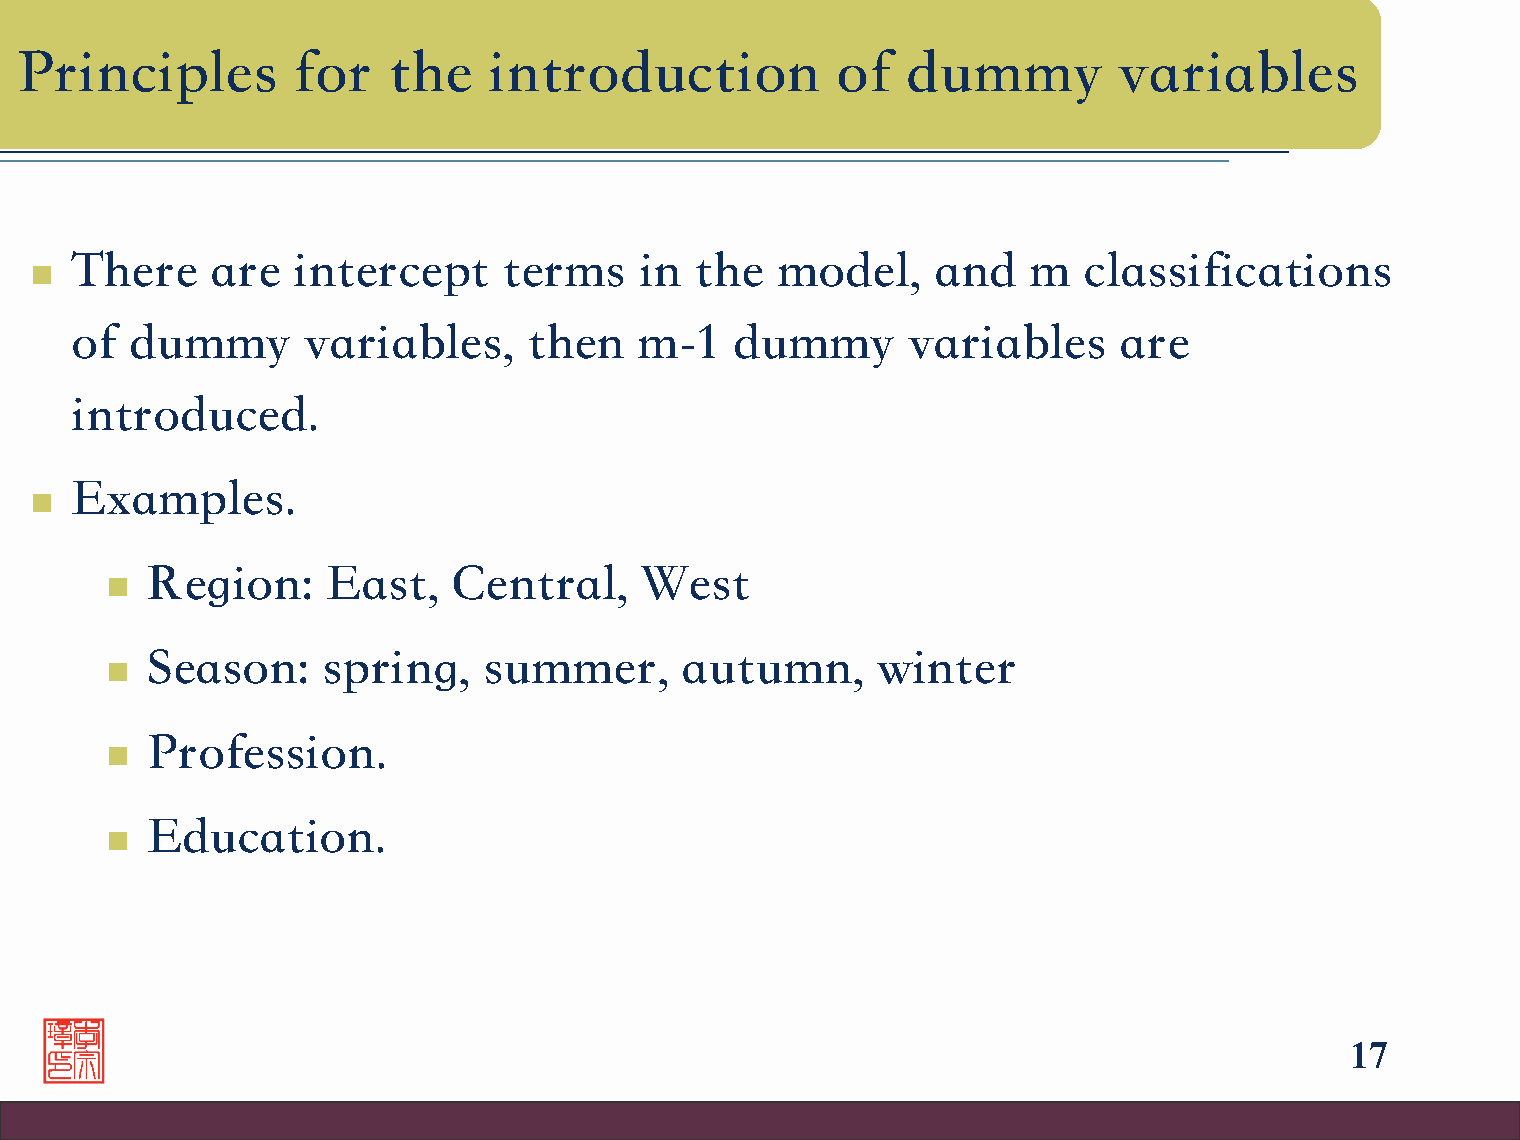 Principles for the introduction of dummy variables
There are intercept terms in the model, and m classifications
of dummy variables, then m-1 dummy variables are
introduced.
Examples.
Region: East, Central, West
Season: spring, summer, autumn, winter
Profession.
Education.
17